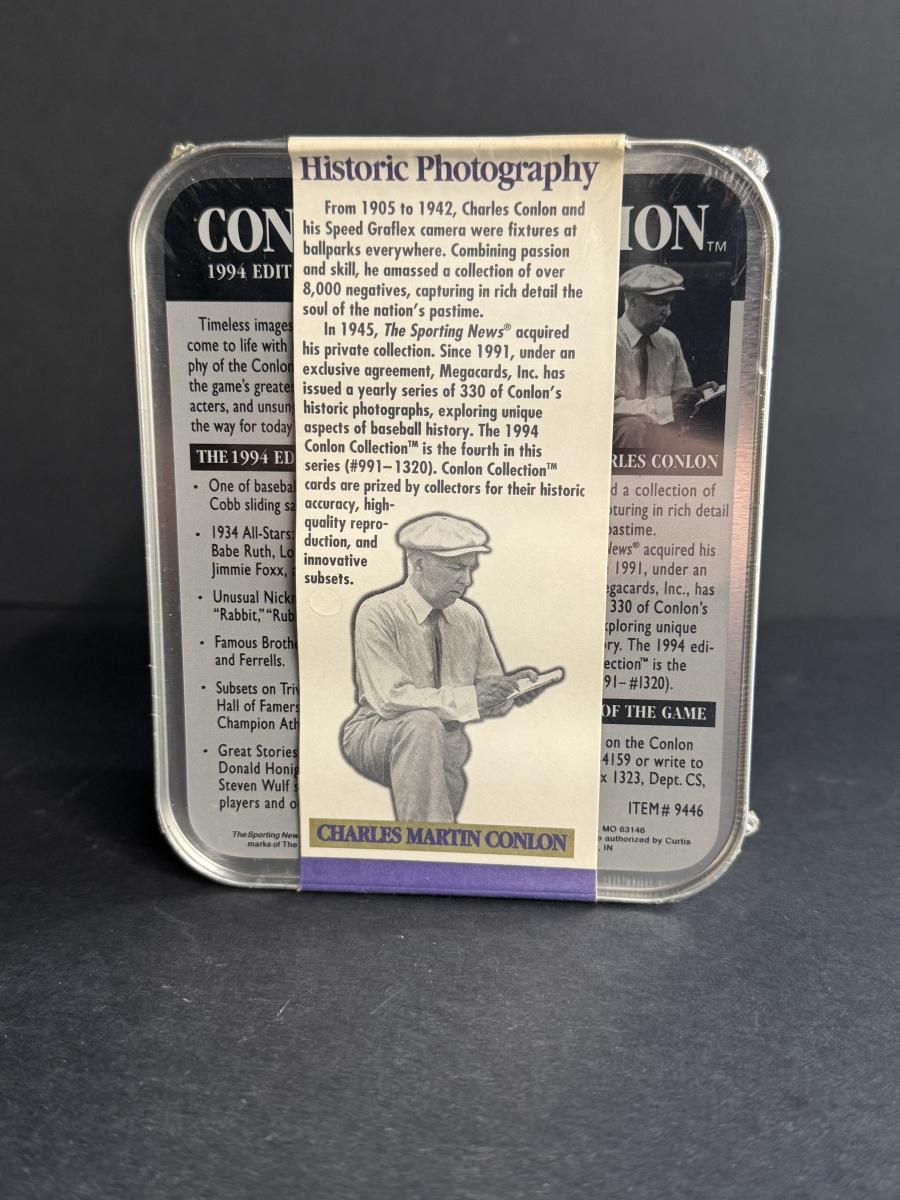 Historic Photography
From 1905 to 1942, Charles Conlon and
his Speed Graflex camera were fixtures at
ballparks everywhere. Combining passion
and skill, he amassed a collection of over
8,000 negatives, capturing in rich detail the
soul of the nation's pastime.
In 1945, The Sporting News® acquired
his private collection. Since 1991, under an
exclusive agreement, Megacards, Inc. has
issued a yearly series of 330 of Conlon's
historic photographs, exploring unique
aspects of baseball history. The 1994
Conlon Collection™ is the fourth in this
series (#991–1320). Conlon Collection™
cards are prized by collectors for their historic
accuracy, high-
quality repro-
duction, and
innovative
subsets.
CHARLES MARTIN CONLON
CON
1994 EDIT
Timeless images
come to life with
phy of the Conlon
the game's greates
acters, and unsun
the way for today
THE 1994 ED
• One of baseba
Cobb sliding sa
• 1934 All-Stars:
Babe Ruth, Lo
Jimmie Foxx, a
• Unusual Nickn
"Rabbit," "Rub
• Famous Brothe
and Ferrells.
• Subsets on Triv
Hall of Famers
Champion Ath
• Great Stories
Donald Honig
Steven Wulf s
players and o
The Sporting New
marks of The
ION™
RLES CONLON
d a collection of
pturing in rich detail
pastime.
News® acquired his
1991, under an
egacards, Inc., has
330 of Conlon's
xploring unique
ry. The 1994 edi-
ection™ is the
91–#1320).
OF THE GAME
on the Conlon
4159 or write to
x 1323, Dept. CS,
ITEM# 9446
MO 63146
authorized by Curtis
, IN